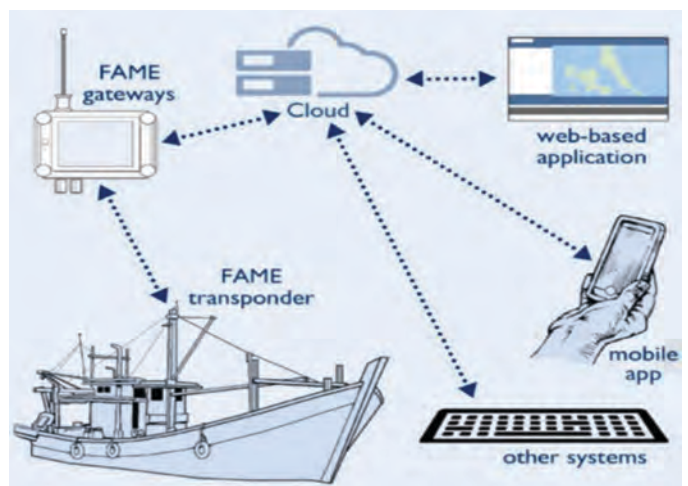 FAME
gateways
Cloud
web-based
application
FAME
transponder
mobile
app
other systems